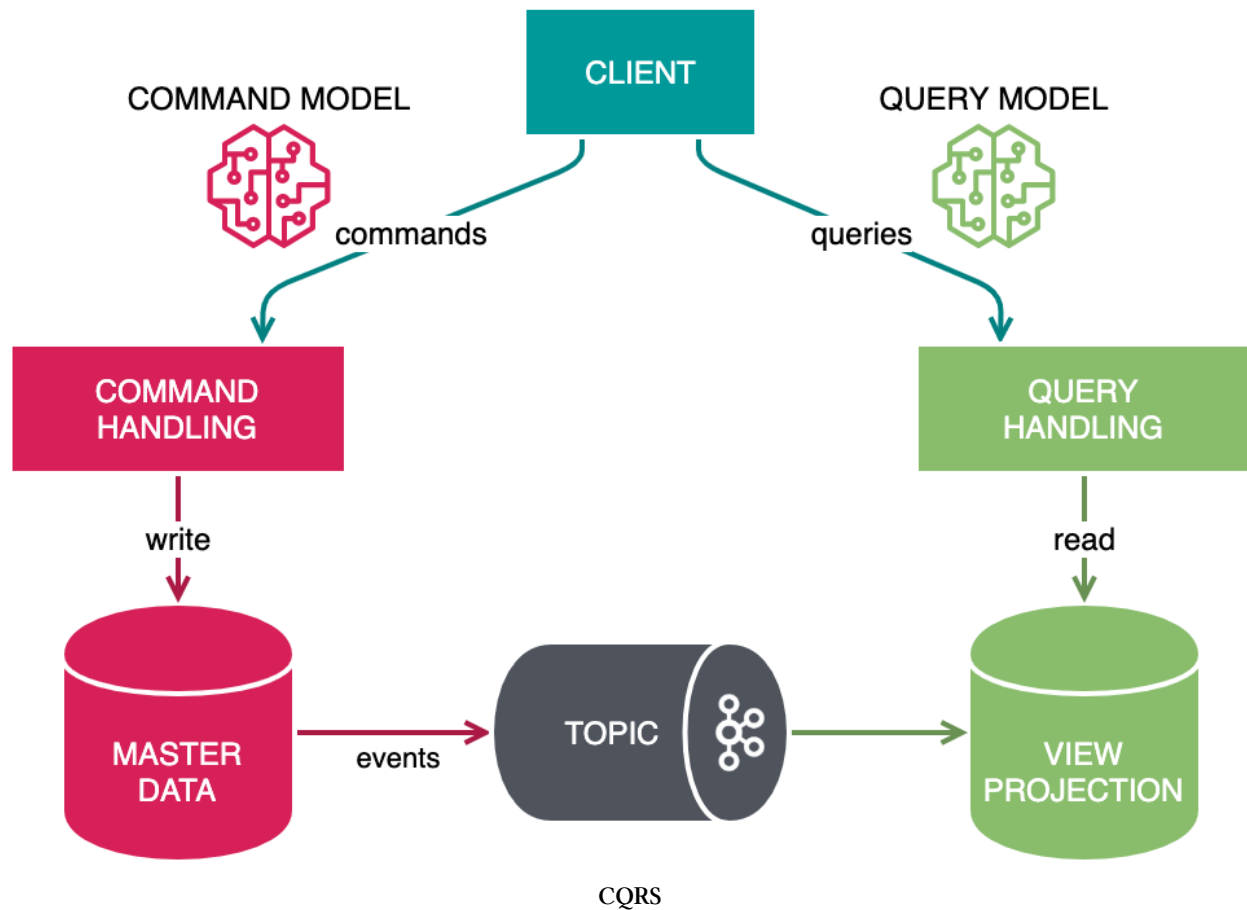 CLIENT
COMMAND MODEL
QUERY MODEL
commands
queries
COMMAND
HANDLING
QUERY
HANDLING
write
read
MASTER
DATA
events
TOPIC
VIEW
PROJECTION
CQRS